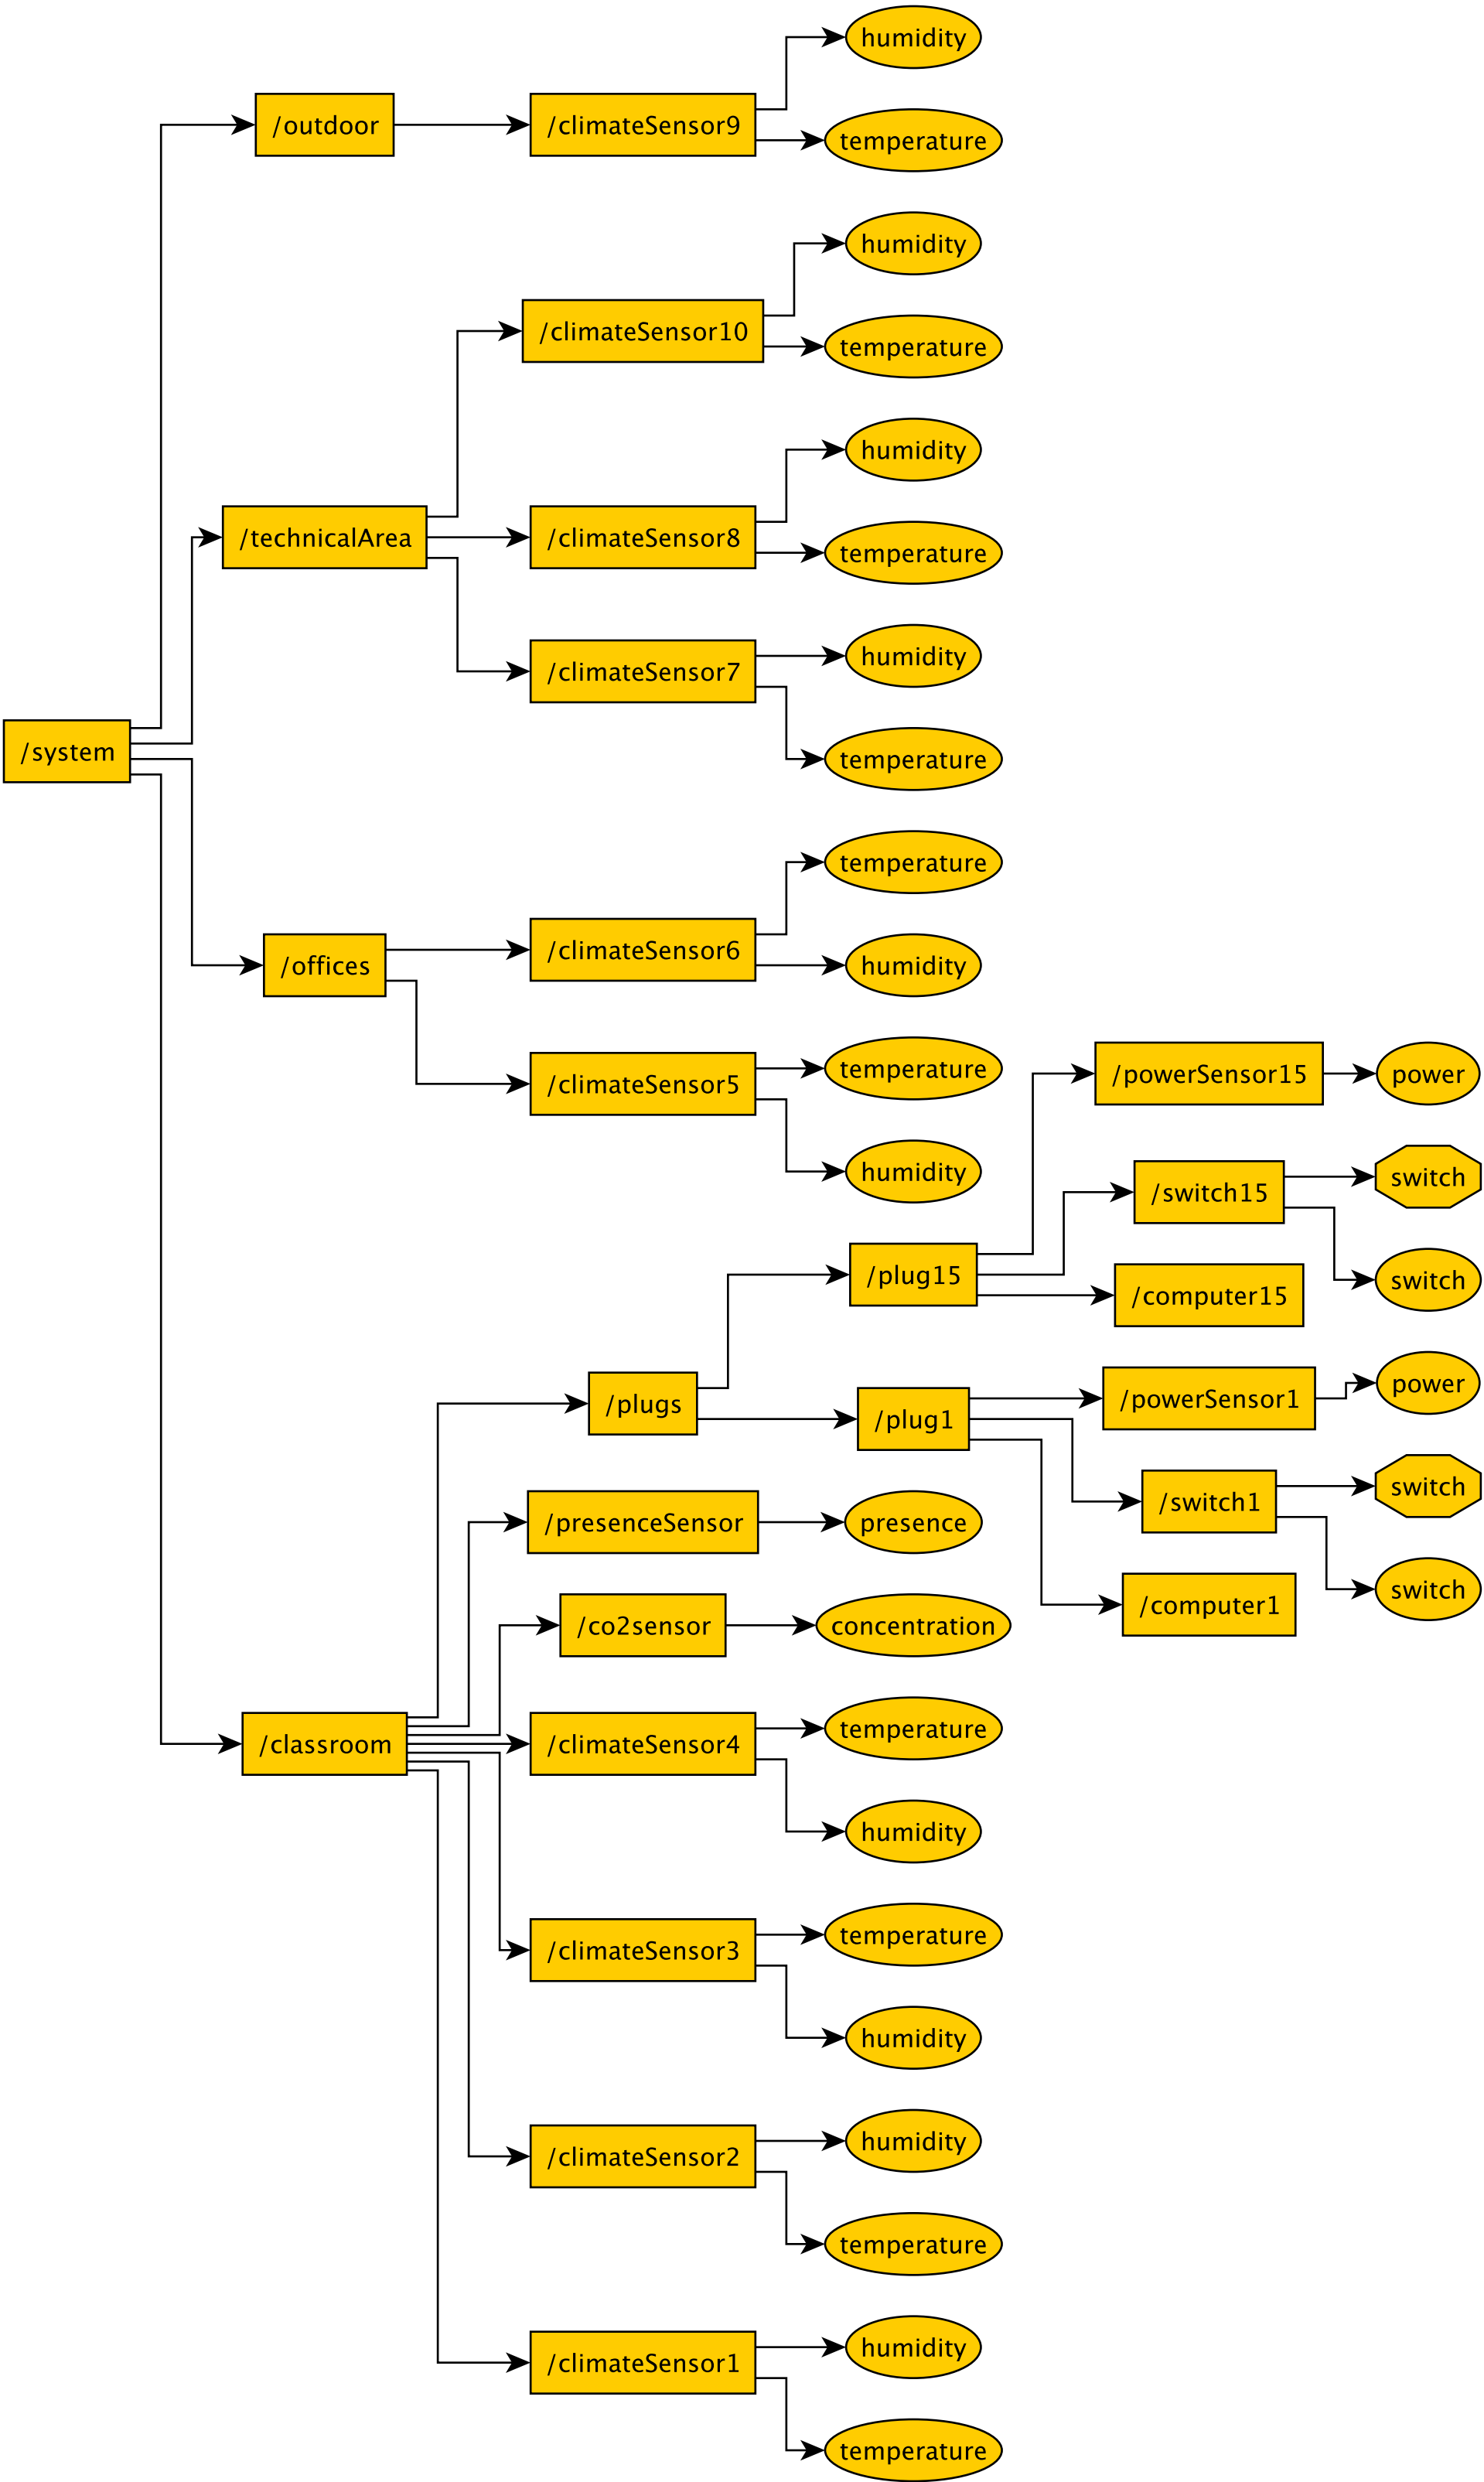 humidity
/outdoor
/climateSensor9
temperature
humidity
/climateSensor10
temperature
humidity
/technicalArea
/climateSensor8
temperature
humidity
/climateSensor7
/system
temperature
temperature
/climateSensor6
/offices
humidity
temperature
/climateSensor5
/powerSensor15
power
humidity
switch
/switch15
/plug15
switch
/computer15
power
/plugs
/powerSensor1
/plug1
switch
/switch1
/presenceSensor
presence
switch
/computer1
/co2sensor
concentration
temperature
/classroom
/climateSensor4
humidity
temperature
/climateSensor3
humidity
humidity
/climateSensor2
temperature
humidity
/climateSensor1
temperature